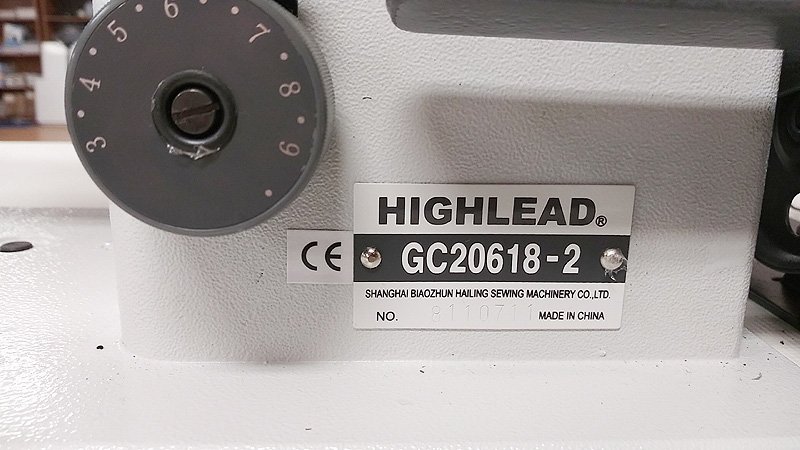 3 4 5 6 7 8 9
HIGHLEAD®
CE GC20618-2
SHANGHAI BIAOZHUN HAILING SEWING MACHINERY CO.,LTD.
NO. MADE IN CHINA